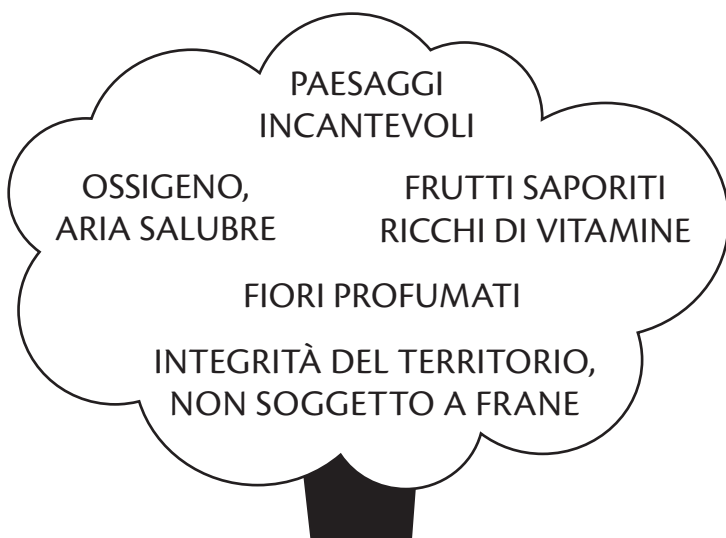 PAESAGGI
INCANTEVOLI
OSSIGENO,
ARIA SALUBRE
FRUTTI SAPORITI
RICCHI DI VITAMINE
FIORI PROFUMATI
INTEGRITÀ DEL TERRITORIO,
NON SOGGETTO A FRANE